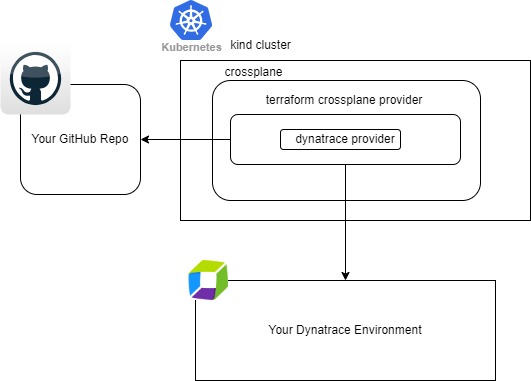 Kubernetes
kind cluster
crossplane
terraform crossplane provider
dynatrace provider
Your GitHub Repo
Your Dynatrace Environment